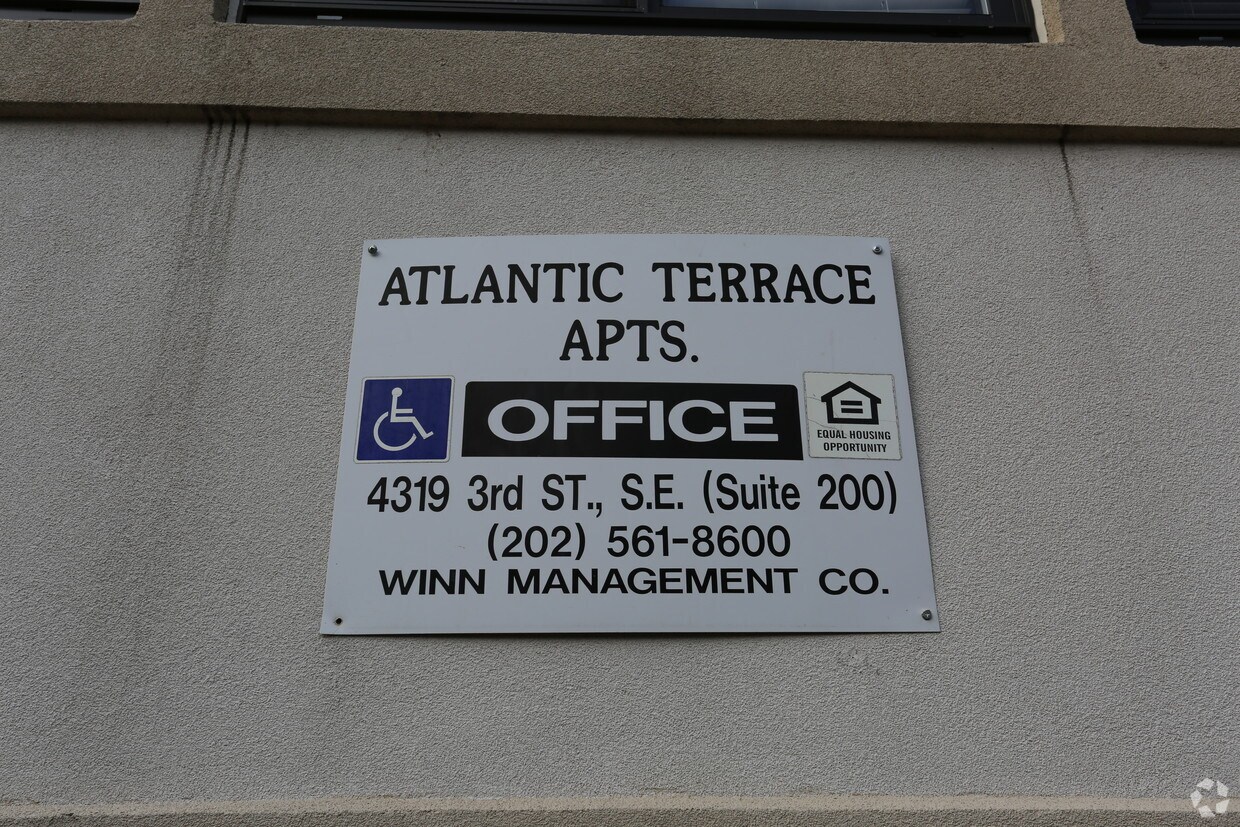 ATLANTIC TERRACE
APTS.
OFFICE
EQUAL HOUSING
OPPORTUNITY
4319 3rd ST., S.E. (Suite 200)
(202) 561-8600
WINN MANAGEMENT CO.